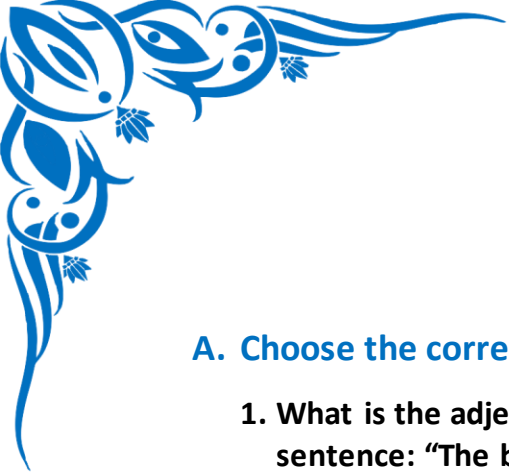 A. Choose the corre
1. What is the adje
sentence: “The b